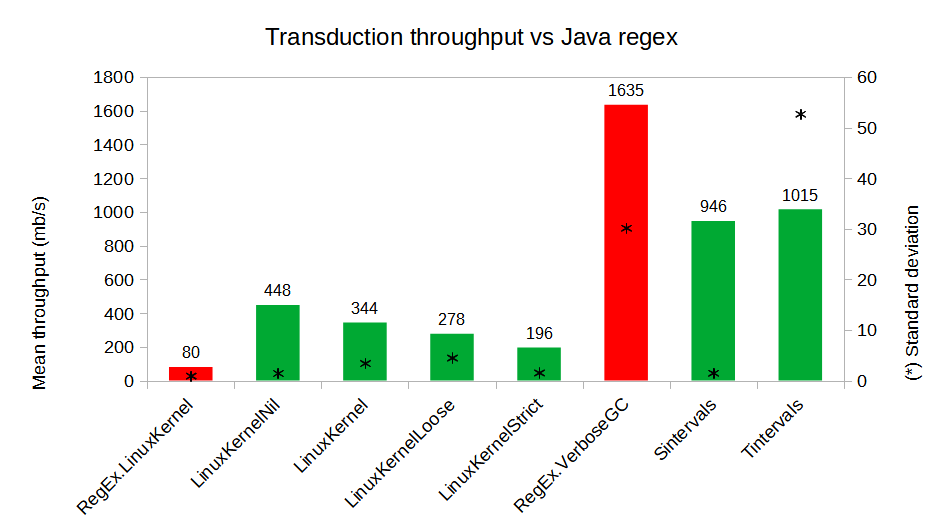 Transduction throughput vs Java regex
Mean throughput (mb/s)
1800
1600
1400
1200
1000
800
600
400
200
0
60
50
40
30
20
10
0
(*) Standard deviation
80
448
344
278
196
1635
946
1015
RegEx.LinuxKernel
LinuxKernelNil
LinuxKernel
LinuxKernelLoose
LinuxKernelStrict
RegEx.VerboseGC
Sintervals
Tintervals